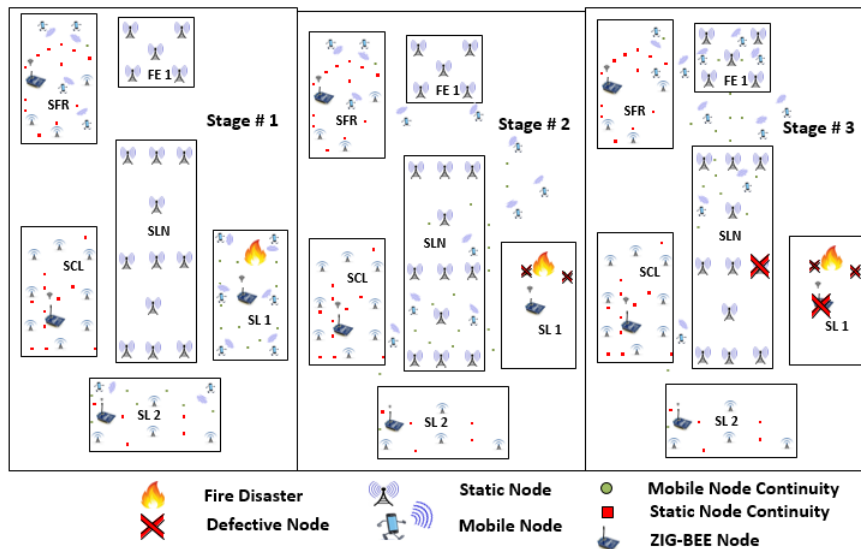 SFR
FE 1
Stage # 1
SLN
SCL
SL 1
SL 2
SFR
FE 1
Stage # 2
SLN
SCL
SL 1
SL 2
SFR
FE 1
Stage # 3
SLN
SCL
SL 1
SL 2
Fire Disaster
Defective Node
Static Node
Mobile Node
Mobile Node Continuity
Static Node Continuity
ZIG-BEE Node